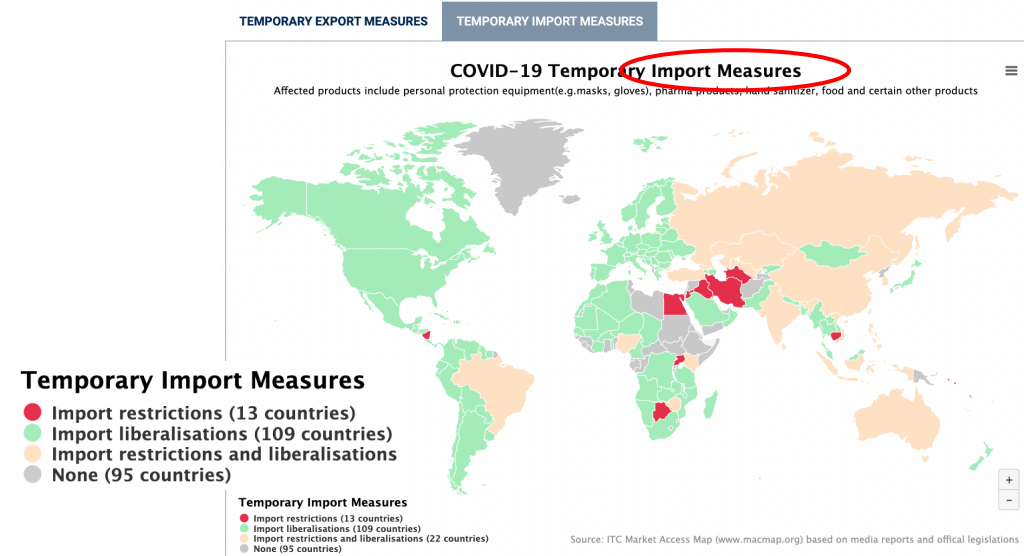 TEMPORARY EXPORT MEASURES
TEMPORARY IMPORT MEASURES
COVID-19 Temporary Import Measures
Affected products include personal protection equipment(e.g.masks, gloves), pharma products, hand sanitizer, food and certain other products
Temporary Import Measures
Import restrictions (13 countries)
Import liberalisations (109 countries)
Import restrictions and liberalisations
None (95 countries)
+
-
Temporary Import Measures
Import restrictions (13 countries)
Import liberalisations (109 countries)
Import restrictions and liberalisations (22 countries)
None (95 countries)
Source: ITC Market Access Map (www.macmap.org) based on media reports and offical legislations